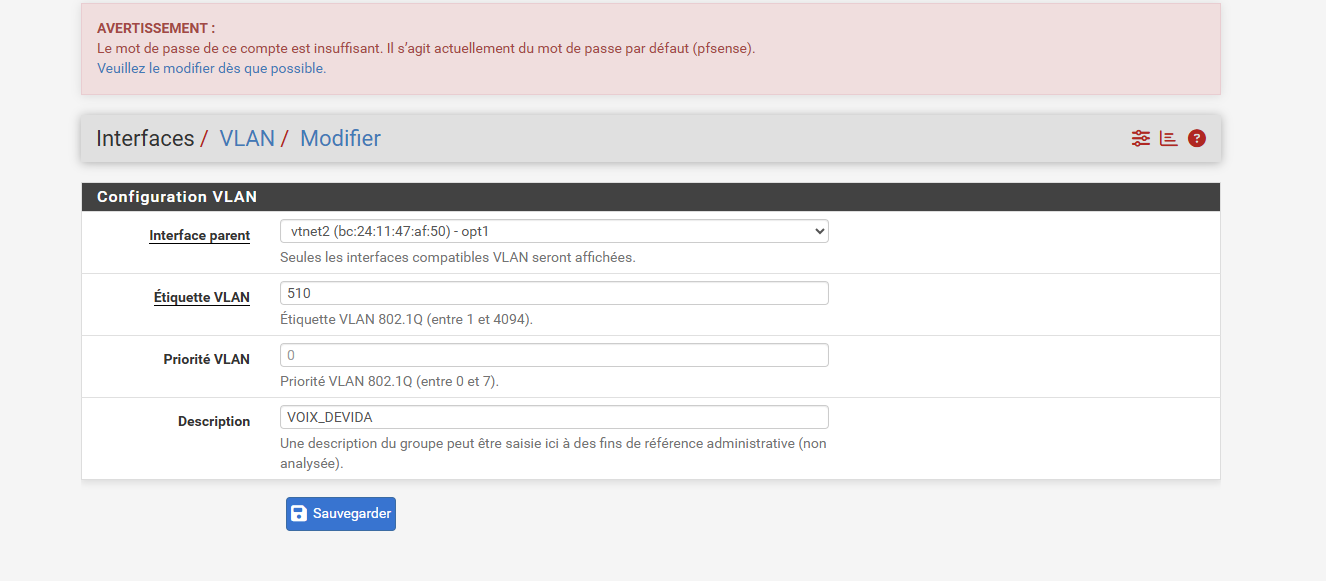 AVERTISSEMENT :
Le mot de passe de ce compte est insuffisant. Il s’agit actuellement du mot de passe par défaut (pfsense).
Veuillez le modifier dès que possible.
Interfaces / VLAN / Modifier
?
Configuration VLAN
Interface parent
vtnet2 (bc:24:11:47:af:50) - opt1
Seules les interfaces compatibles VLAN seront affichées.
Étiquette VLAN
510
Étiquette VLAN 802.1Q (entre 1 et 4094).
Priorité VLAN
0
Priorité VLAN 802.1Q (entre 0 et 7).
Description
VOIX_DEVIDA
Une description du groupe peut être saisie ici à des fins de référence administrative (non
analysée).
Sauvegarder